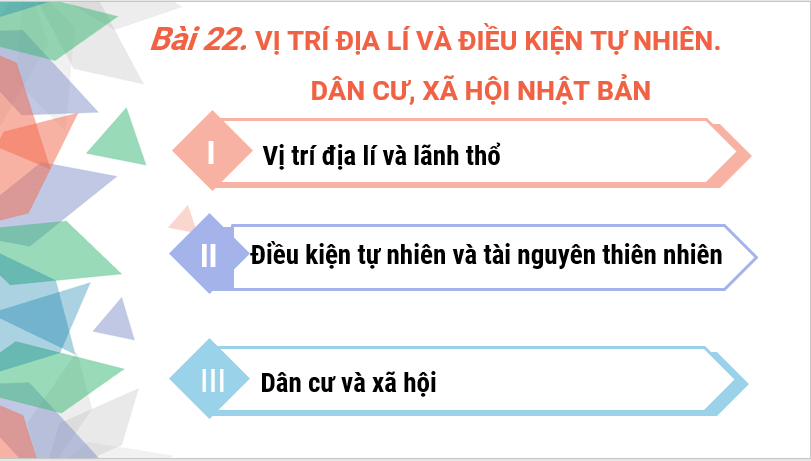 Bài 22. VỊ TRÍ ĐỊA LÍ VÀ ĐIỀU KIỆN TỰ NHIÊN.
DÂN CƯ, XÃ HỘI NHẬT BẢN
I
Vị trí địa lí và lãnh thổ
II
Điều kiện tự nhiên và tài nguyên thiên nhiên
III
Dân cư và xã hội